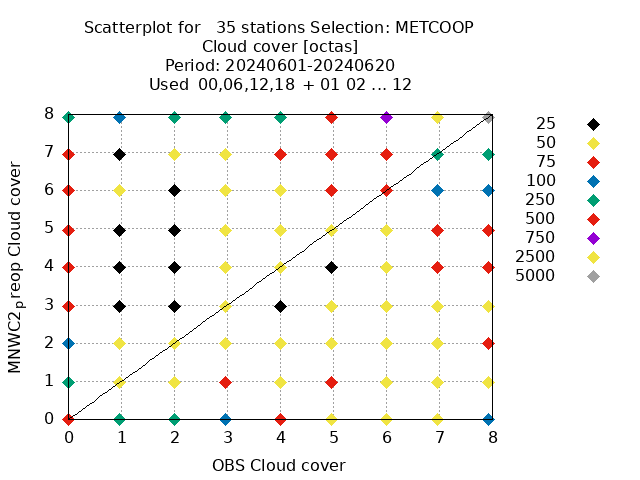 Scatterplot for 35 stations Selection: METCOOP
Cloud cover [octas]
Period: 20240601-20240620
Used 00,06,12,18 + 01 02 ... 12
8
7
6
5
4
3
2
1
0
0 1 2 3 4 5 6 7 8
MNWC2preop Cloud cover
OBS Cloud cover
25
50
75
100
250
500
750
2500
5000